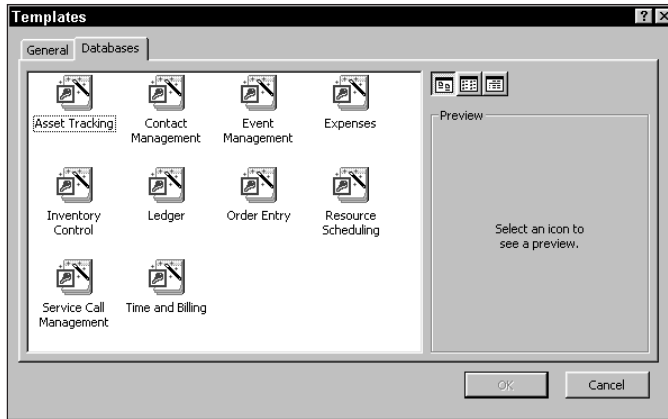 Templates
General
Databases
Asset Tracking
Contact
Management
Event
Management
Expenses
Inventory
Control
Ledger
Order Entry
Resource
Scheduling
Service Call
Management
Time and Billing
Preview
Select an icon to
see a preview.
OK
Cancel